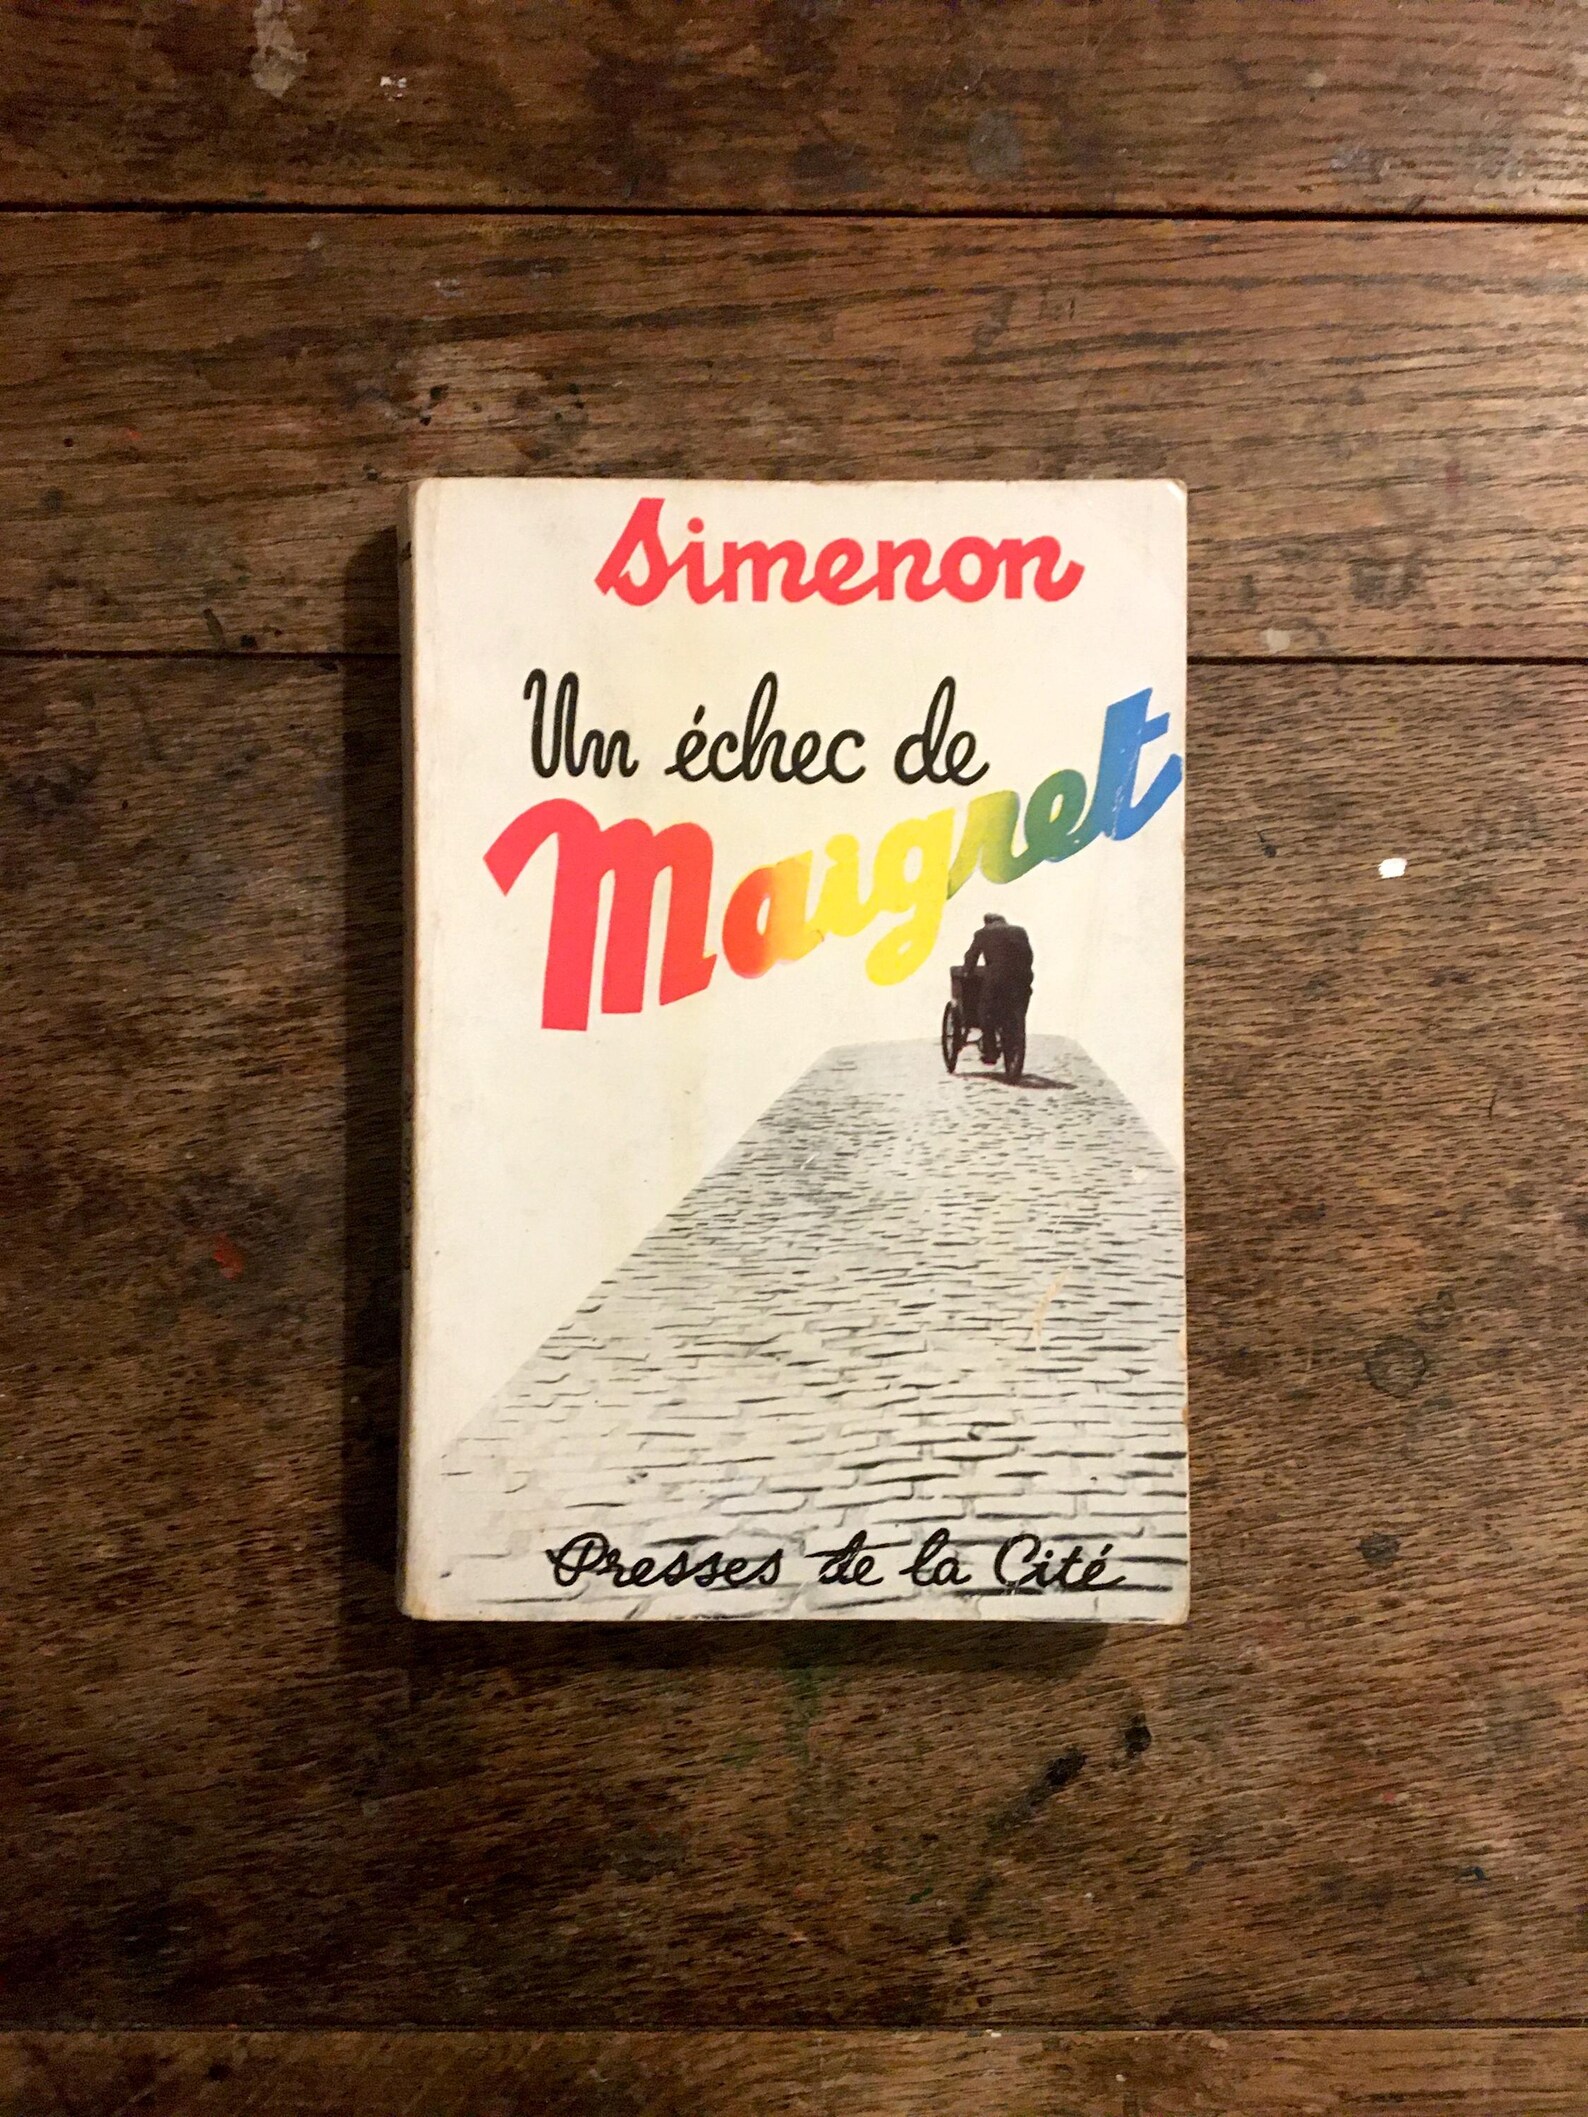 Simenon
Un échec de
Maigret
Presses de la Cité